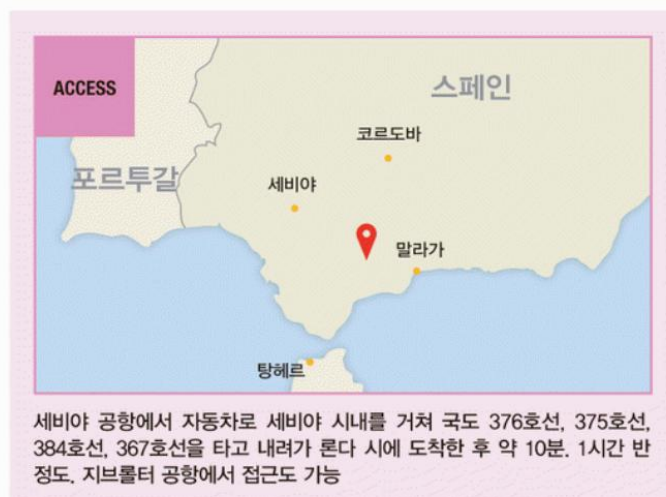 ACCESS
스페인
코르도바
포르투갈
세비야
말라가
탕헤르
세비야 공항에서 자동차로 세비야 시내를 거쳐 국도 376호선, 375호선,
384호선, 367호선을 타고 내려가 론다 시에 도착한 후 약 10분. 1시간 반
정도. 지브롤터 공항에서 접근도 가능